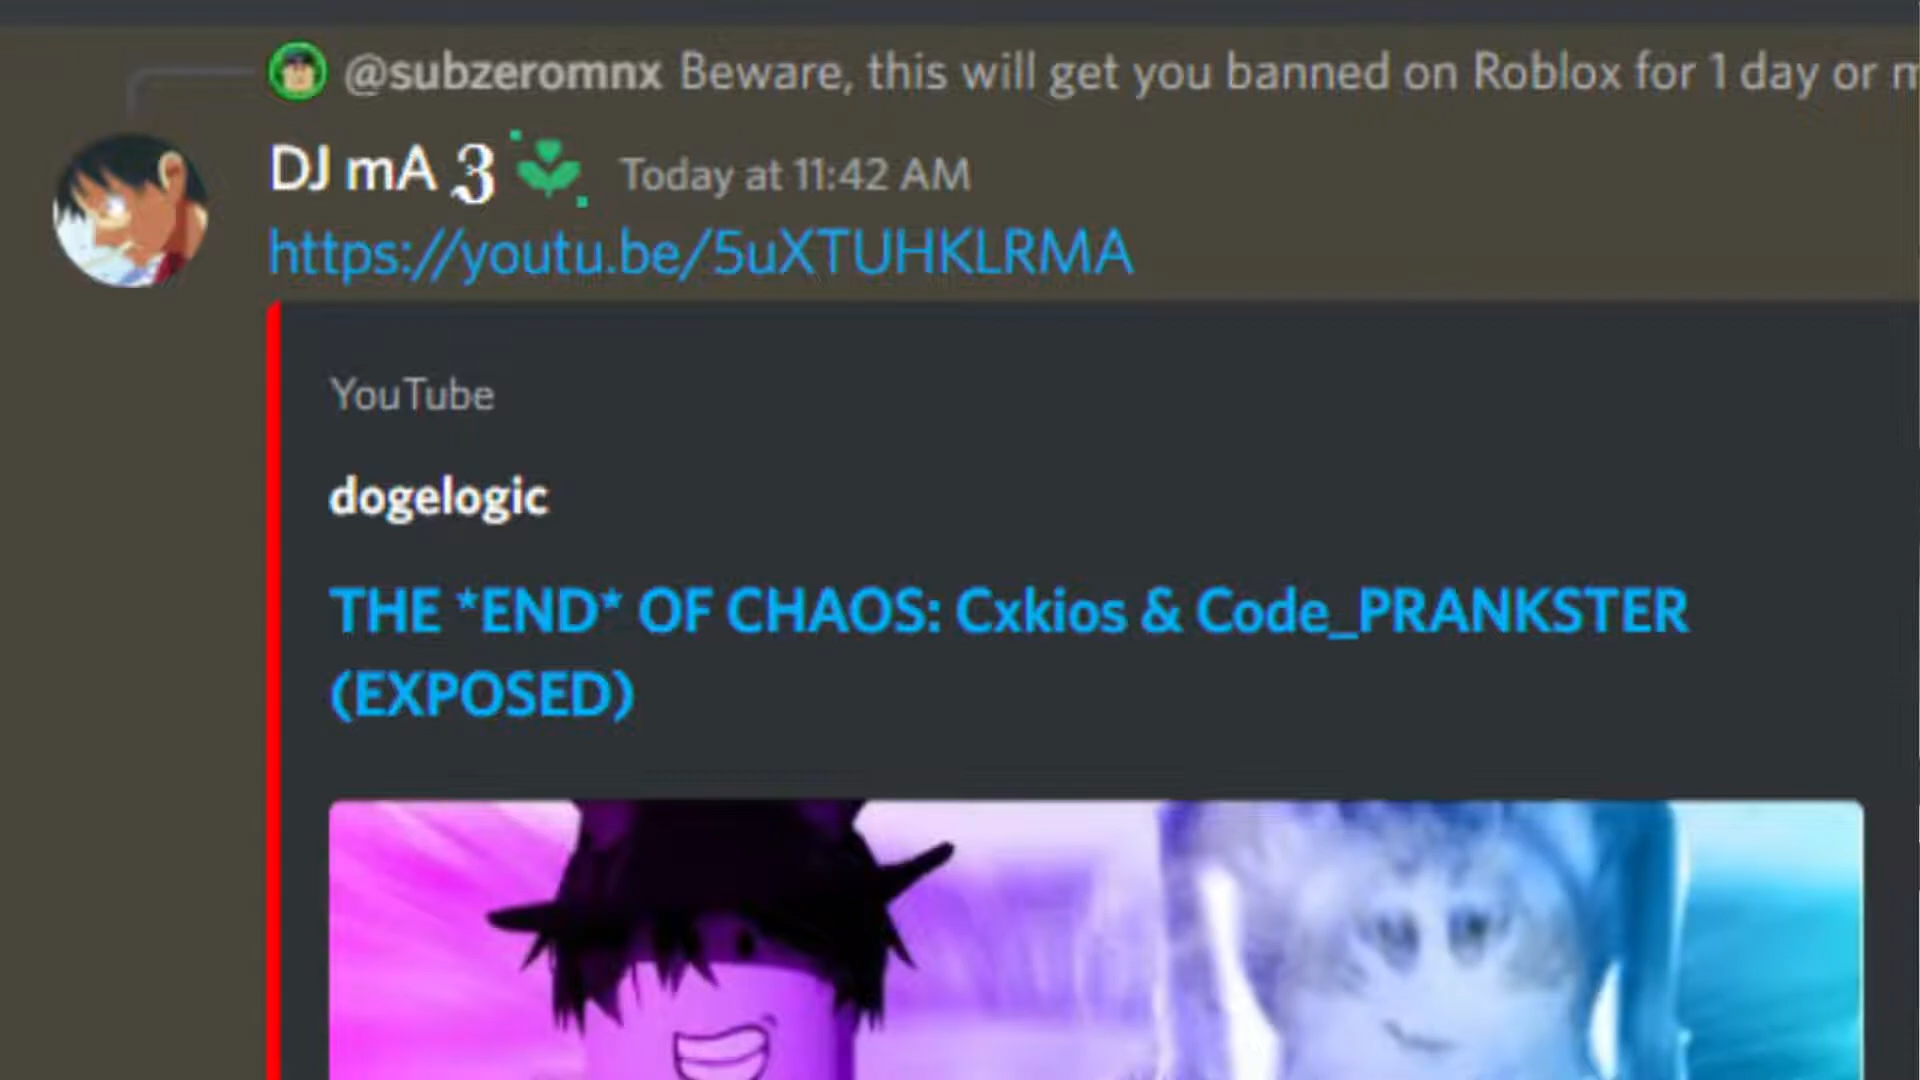 @subzeromnx Beware, this will get you banned on Roblox for 1 day or
DJ mA 3 Today at 11:42 AM
https://youtu.be/5uXTUHKLRMA
YouTube
dogelogic
THE *END* OF CHAOS: Cxkios & Code_PRANKSTER
(EXPOSED)